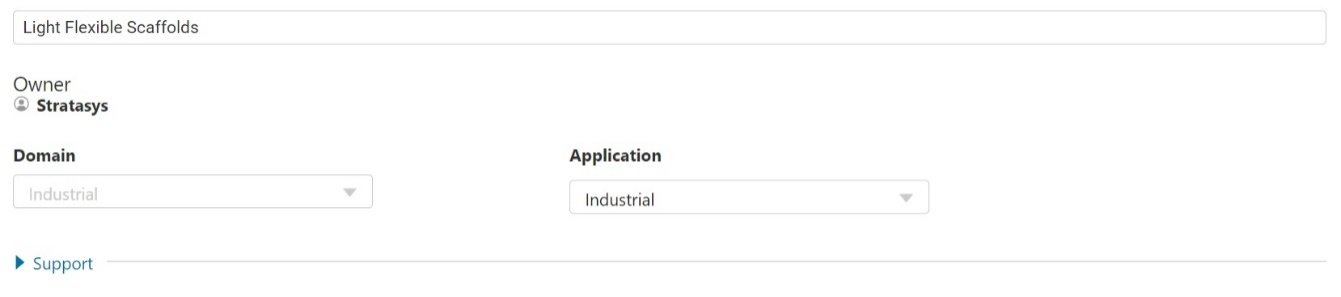 Light Flexible Scaffolds
Owner
Stratasys
Domain
Application
Industrial
Industrial
Support